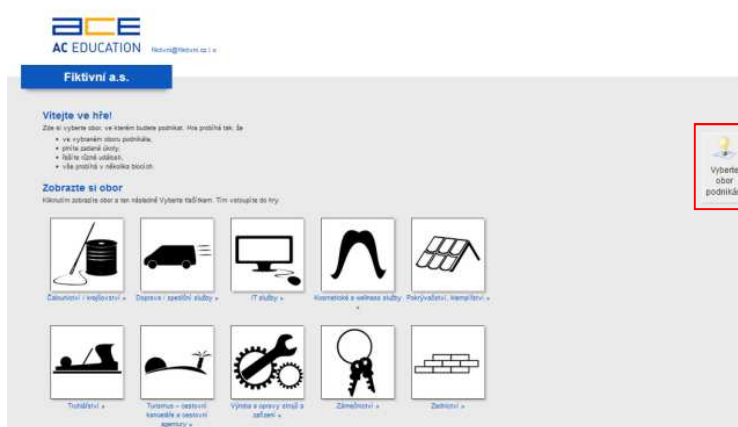 ace
AC EDUCATION
Fiktivní a.s.
Vítejte ve hře!
Zde si vyberte obor, ve kterém budete podnikat. Hra probíhá tak, že
ve vybraném oboru podnikáte,
plníte zadané úkoly,
řešíte různé události,
vše probíhá v několika blocích.
Zobrazte si obor
Kliknutím zobrazíte obor a ten následně Vyberte tlačítkem. Tím vstoupíte do hry.
Čalounictví / krejčovství »
Doprava / spediční služby »
IT služby »
Kosmetické a wellness služby »
Pokrývačství, klempířství »
Truhlářství »
Turismus – cestovní kanceláře a cestovní agentury »
Výroba a opravy strojů a zařízení »
Zámečnictví »
Zednictví »
Vyberte
obor
podniká